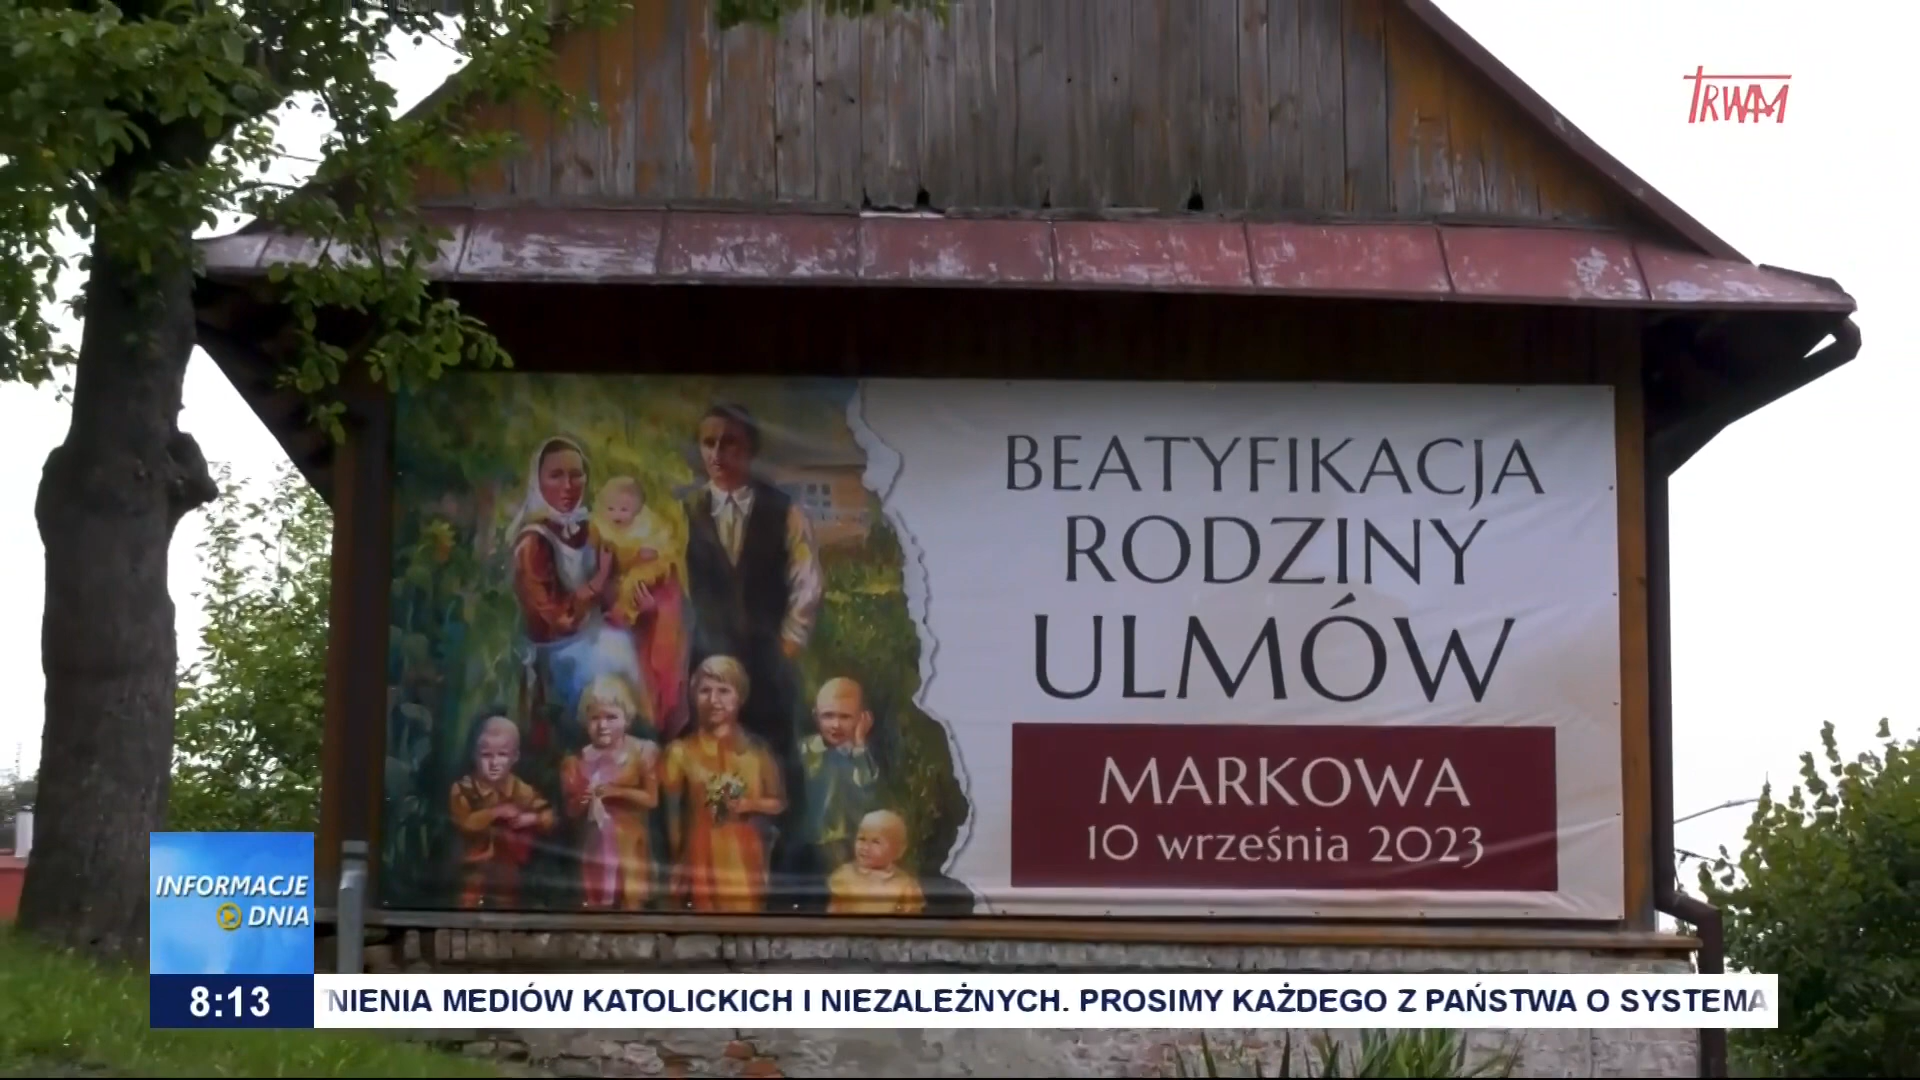 TRWAM
BEATYFIKACJA
RODZINY
ULMÓW
MARKOWA
10 września 2023
INFORMACJE
DNIA
8:13
NIENIA MEDIÓW KATOLICKICH I NIEZALEŻNYCH. PROSIMY KAŻDEGO Z PAŃSTWA O SYSTEMA